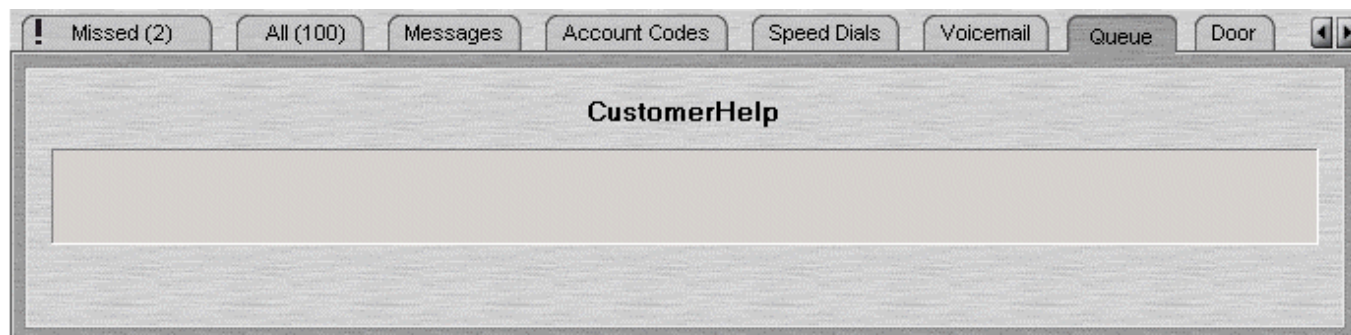 ! Missed (2) All (100) Messages Account Codes Speed Dials Voicemail Queue Door
CustomerHelp